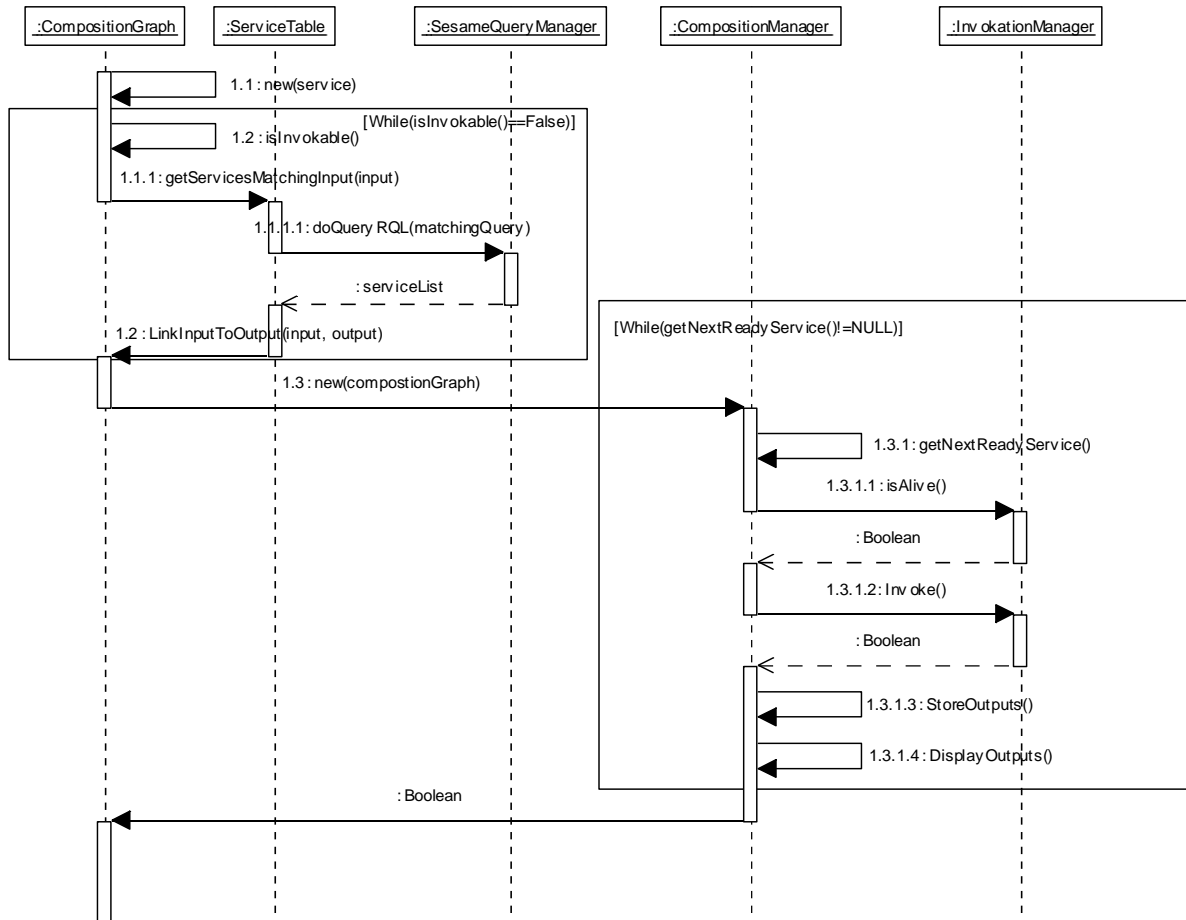 :CompositionGraph
:ServiceTable
:SesameQueryManager
:CompositionManager
:InvokationManager
1.1 : new(service)
[While(isInvokable()==False)]
1.2 : isInvokable()
1.1.1 : getServicesMatchingInput(input)
1.1.1.1 : doQueryRQL(matchingQuery)
: serviceList
[While(getNextReadyService()!=NULL)]
1.2 : LinkInputToOutput(input, output)
1.3 : new(compostionGraph)
1.3.1 : getNextReadyService()
1.3.1.1 : isAlive()
: Boolean
1.3.1.2 : Invoke()
: Boolean
1.3.1.3 : StoreOutputs()
1.3.1.4 : DisplayOutputs()
: Boolean